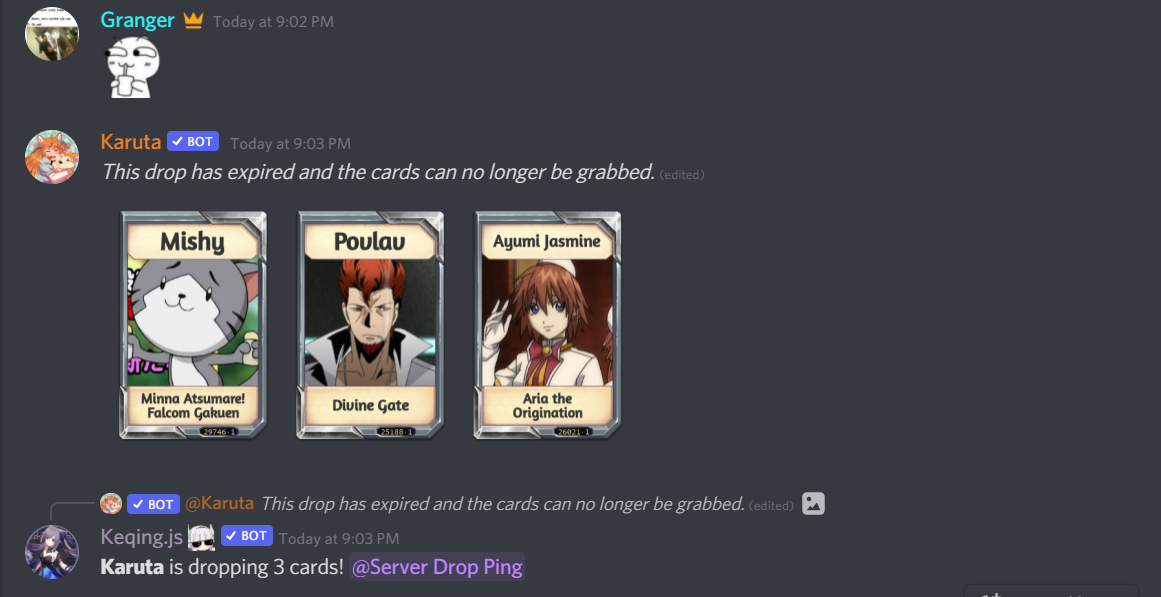 Granger Today at 9:02 PM
Karuta ✓ BOT Today at 9:03 PM
This drop has expired and the cards can no longer be grabbed. (edited)
Mishy
Minna Atsumare!
Falcom Gakuen
29746·1
Poulau
Divine Gate
25188·1
Ayumi Jasmine
Aria the
Origination
26021·1
✓ BOT @Karuta This drop has expired and the cards can no longer be grabbed. (edited)
Keqing.js ✓ BOT Today at 9:03 PM
Karuta is dropping 3 cards! @Server Drop Ping